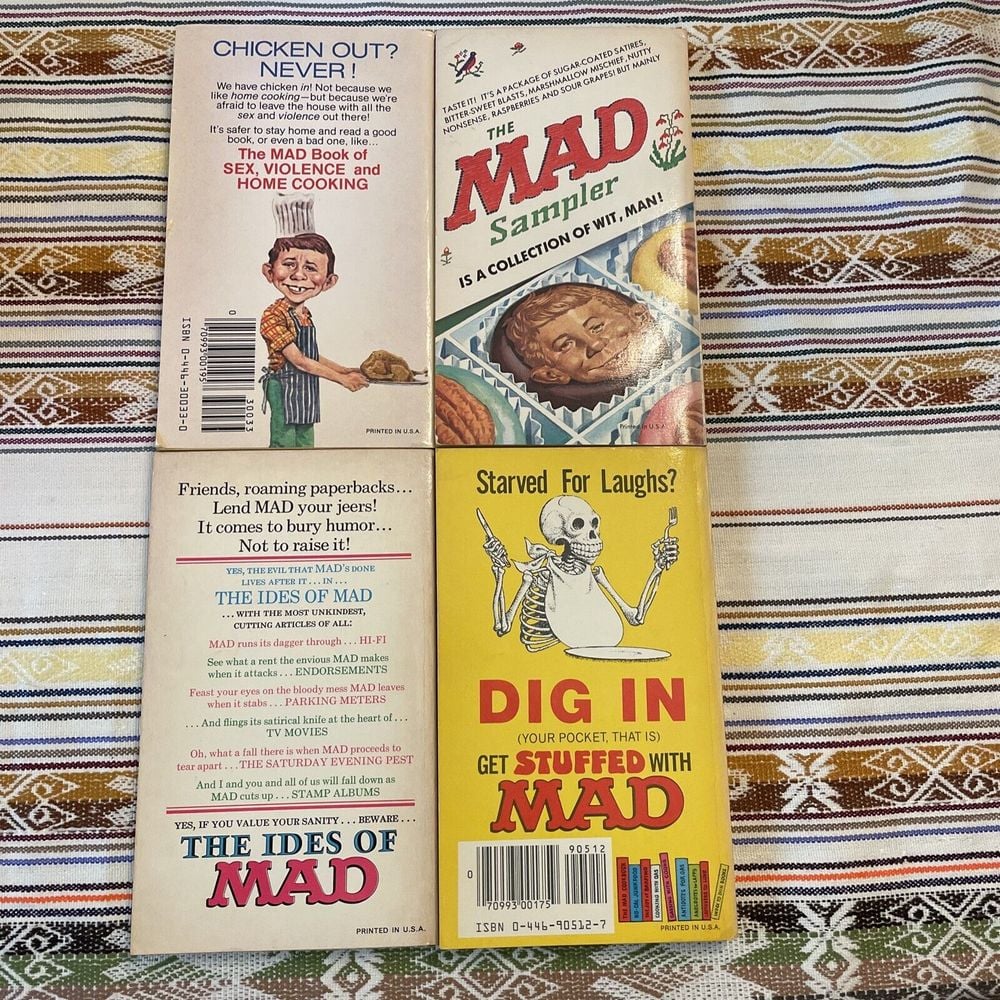 CHICKEN OUT?
NEVER!
We have chicken in! Not because we
like home cooking—but because we're
afraid to leave the house with all the
sex and violence out there!
It's safer to stay home and read a good
book, or even a bad one, like...
The MAD Book of
SEX, VIOLENCE and
HOME COOKING
ISBN 0-446-30033-0
0
70993 00195
30033
PRINTED IN U.S.A.
TASTE IT! IT'S A PACKAGE OF SUGAR-COATED SATIRES,
BITTER-SWEET BLASTS, MARSHMALLOW MISCHIEF, NUTTY
NONSENSE, RASPBERRIES AND SOUR GRAPES! BUT MAINLY
THE
MAD
Sampler
IS A COLLECTION OF WIT, MAN!
Printed in U.S.A.
Friends, roaming paperbacks...
Lend MAD your jeers!
It comes to bury humor...
Not to raise it!
YES, THE EVIL THAT MAD's DONE
LIVES AFTER IT...IN...
THE IDES OF MAD
...WITH THE MOST UNKINDEST,
CUTTING ARTICLES OF ALL:
MAD runs its dagger through...HI-FI
See what a rent the envious MAD makes
when it attacks...ENDORSEMENTS
Feast your eyes on the bloody mess MAD leaves
when it stabs...PARKING METERS
...And flings its satirical knife at the heart of...
TV MOVIES
Oh, what a fall there is when MAD proceeds to
tear apart...THE SATURDAY EVENING PEST
And I and you and all of us will fall down as
MAD cuts up...STAMP ALBUMS
YES, IF YOU VALUE YOUR SANITY...BEWARE...
THE IDES OF
MAD
PRINTED IN U.S.A.
Starved For Laughs?
DIG IN
(YOUR POCKET, THAT IS)
GET STUFFED WITH
MAD
0
70993 00175
90512
ISBN 0-446-90512-7
THE MAD COOKBOOK
COOKING WITH GAS
ANTIDOTES FOR GAS
PRINTED IN U.S.A.